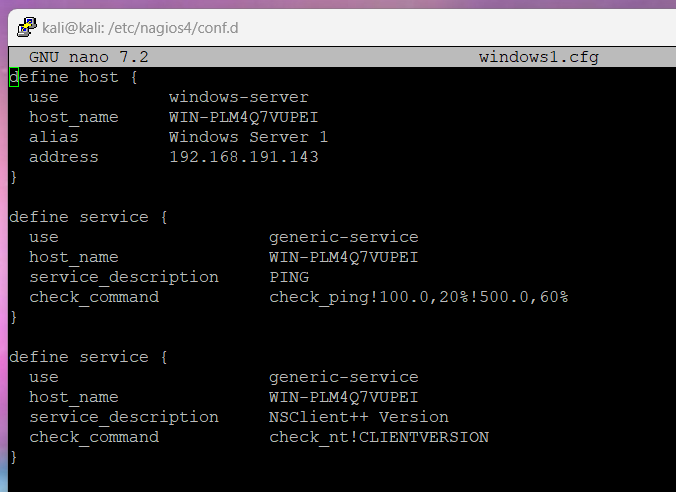 kali@kali: /etc/nagios4/conf.d
GNU nano 7.2 windows1.cfg
define host {
use windows-server
host_name WIN-PLM4Q7VUPEI
alias Windows Server 1
address 192.168.191.143
}
define service {
use generic-service
host_name WIN-PLM4Q7VUPEI
service_description PING
check_command check_ping!100.0,20%!500.0,60%
}
define service {
use generic-service
host_name WIN-PLM4Q7VUPEI
service_description NSClient++ Version
check_command check_nt!CLIENTVERSION
}